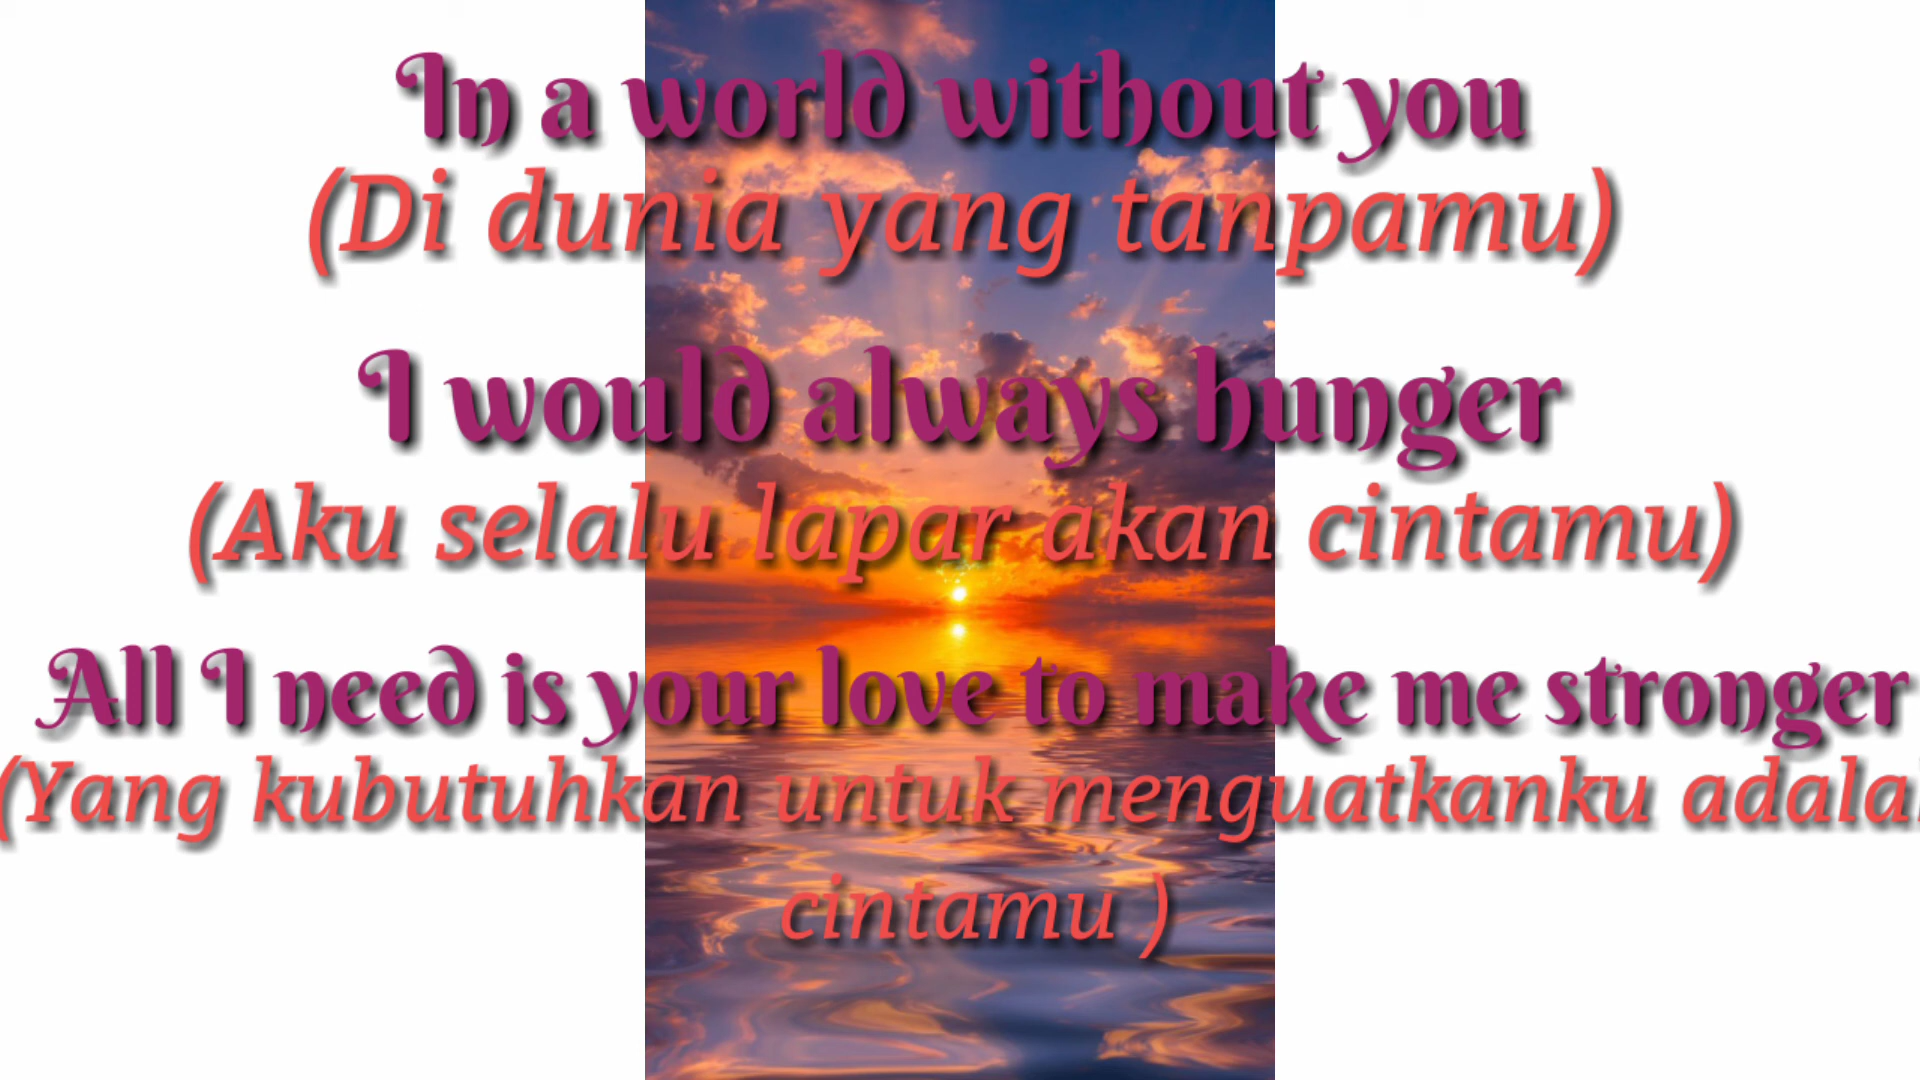 In a world without you
(Di dunia yang tanpamu)
I would always hunger
(Aku selalu lapar akan cintamu)
All I need is your love to make me stronger
(Yang kubutuhkan untuk menguatkanku adalah
cintamu )